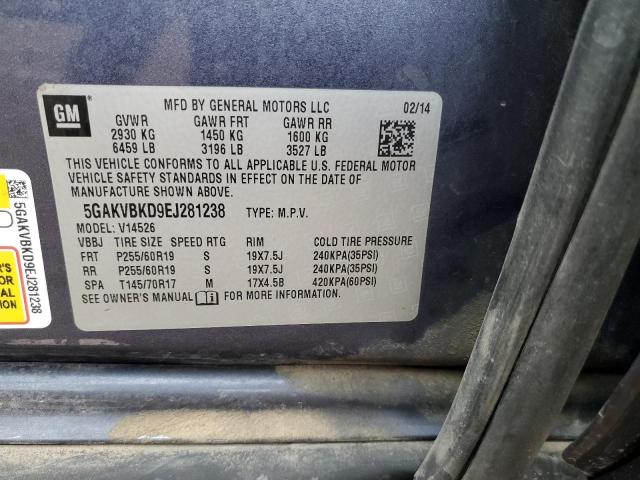 GM
MFD BY GENERAL MOTORS LLC 02/14
GVWR GAWR FRT GAWR RR
2930 KG 1450 KG 1600 KG
6459 LB 3196 LB 3527 LB
THIS VEHICLE CONFORMS TO ALL APPLICABLE U.S. FEDERAL MOTOR
VEHICLE SAFETY STANDARDS IN EFFECT ON THE DATE OF
MANUFACTURE SHOWN ABOVE.
5GAKVBKD9EJ281238 TYPE: M.P.V.
MODEL: V14526
VBBJ TIRE SIZE SPEED RTG RIM COLD TIRE PRESSURE
FRT P255/60R19 S 19X7.5J 240KPA(35PSI)
RR P255/60R19 S 19X7.5J 240KPA(35PSI)
SPA T145/70R17 M 17X4.5B 420KPA(60PSI)
SEE OWNER'S MANUAL FOR MORE INFORMATION.
5GAKVBKD9EJ281238